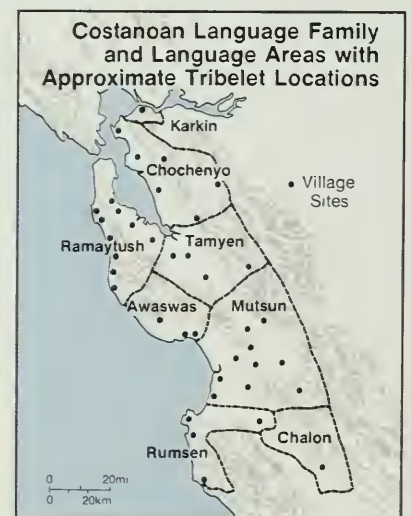 Costanoan Language Family
and Language Areas with
Approximate Tribelet Locations
Karkin
Chochenyo
• Village
Sites
Ramaytush
Tamyen
Awaswas
Mutsun
Rumsen
Chalon
0 20mi
0 20km